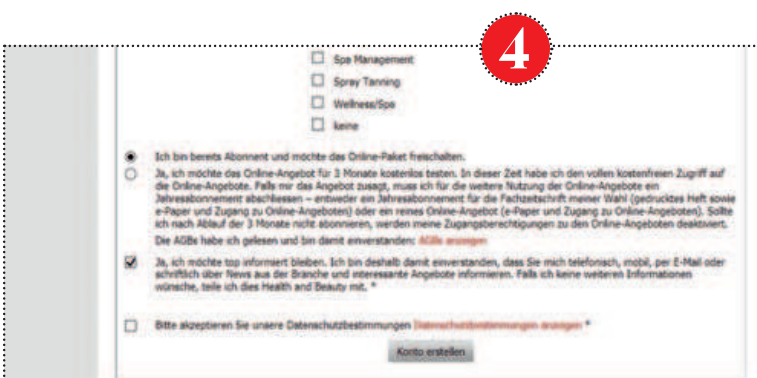 4
Spa Management
Spray Tanning
Wellness/Spa
keine
Ich bin bereits Abonnent und möchte das Online-Paket freischalten.
Ja, ich möchte das Online-Angebot für 3 Monate kostenlos testen. In dieser Zeit habe ich den vollen kostenfreien Zugriff auf
die Online-Angebote. Falls mir das Angebot zusagt, muss ich für die weitere Nutzung der Online-Angebote ein
Jahresabonnement abschliessen – entweder ein Jahresabonnement für die Fachzeitschrift meiner Wahl (gedrucktes Heft sowie
e-Paper und Zugang zu Online-Angeboten) oder ein reines Online-Angebot (e-Paper und Zugang zu Online-Angeboten). Sollte
ich nach Ablauf der 3 Monate nicht abonnieren, werden meine Zugangsberechtigungen zu den Online-Angeboten deaktiviert.
Die AGBs habe ich gelesen und bin damit einverstanden: AGBs anzeigen
Ja, ich möchte top informiert bleiben. Ich bin deshalb damit einverstanden, dass Sie mich telefonisch, mobil, per E-Mail oder
schriftlich über News aus der Branche und interessante Angebote informieren. Falls ich keine weiteren Informationen
wünsche, teile ich dies Health and Beauty mit. *
Bitte akzeptieren Sie unsere Datenschutzbestimmungen Datenschutzbestimmungen anzeigen *
Konto erstellen